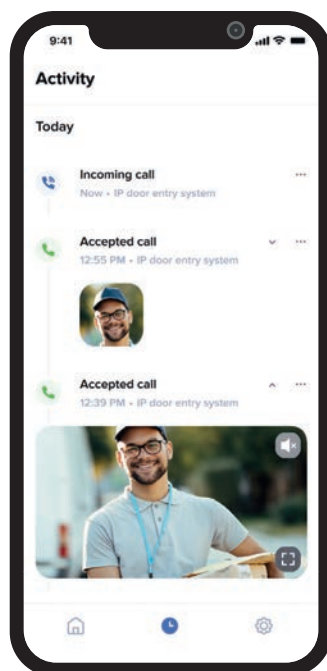 9:41
Activity
Today
Incoming call
Now • IP door entry system
Accepted call
12:55 PM • IP door entry system
Accepted call
12:39 PM • IP door entry system